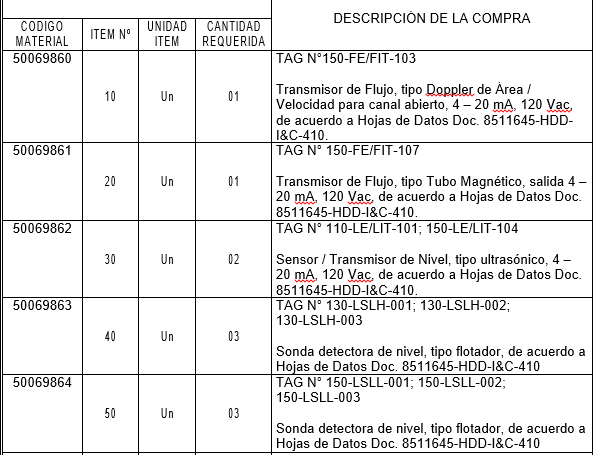 DESCRIPCIÓN DE LA COMPRA
CODIGO MATERIAL
ITEM Nº
UNIDAD ITEM
CANTIDAD REQUERIDA
50069860
10
Un
01
TAG N°150-FE/FIT-103
Transmisor de Flujo, tipo Doppler de Área /
Velocidad para canal abierto, 4 – 20 mA, 120 Vac,
de acuerdo a Hojas de Datos Doc. 8511645-HDD-
I&C-410.
50069861
20
Un
01
TAG N° 150-FE/FIT-107
Transmisor de Flujo, tipo Tubo Magnético, salida 4 –
20 mA, 120 Vac, de acuerdo a Hojas de Datos Doc.
8511645-HDD-I&C-410.
50069862
30
Un
02
TAG N° 110-LE/LIT-101; 150-LE/LIT-104
Sensor / Transmisor de Nivel, tipo ultrasónico, 4 –
20 mA, 120 Vac, de acuerdo a Hojas de Datos Doc.
8511645-HDD-I&C-410.
50069863
40
Un
03
TAG N° 130-LSLH-001; 130-LSLH-002;
130-LSLH-003
Sonda detectora de nivel, tipo flotador, de acuerdo a
Hojas de Datos Doc. 8511645-HDD-I&C-410
50069864
50
Un
03
TAG N° 150-LSLL-001; 150-LSLL-002;
150-LSLL-003
Sonda detectora de nivel, tipo flotador, de acuerdo a
Hojas de Datos Doc. 8511645-HDD-I&C-410